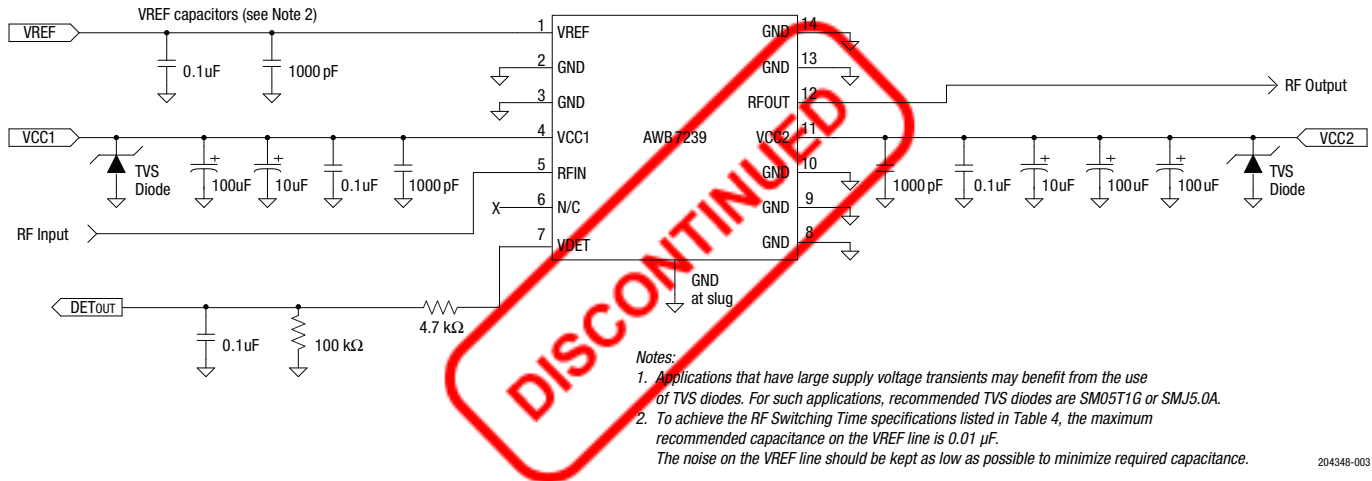 VREF capacitors (see Note 2)
VREF
0.1uF
1000 pF
1 VREF
2 GND
3 GND
4 VCC1
5 RFIN
6 N/C
7 VDET
AWB7239
GND 14
GND 13
RFOUT 12
VCC2 11
GND 10
GND 9
GND 8
GND
at slug
RF Output
VCC1
TVS
Diode
100uF
10uF
0.1uF
1000 pF
+
+
X
RF Input
DETOUT
0.1uF
100 kΩ
4.7 kΩ
VCC2
1000 pF
0.1uF
10uF
100uF
100uF
+
+
+
TVS
Diode
DISCONTINUED
Notes:
1. Applications that have large supply voltage transients may benefit from the use
of TVS diodes. For such applications, recommended TVS diodes are SM05T1G or SMJ5.0A.
2. To achieve the RF Switching Time specifications listed in Table 4, the maximum
recommended capacitance on the VREF line is 0.01 µF.
The noise on the VREF line should be kept as low as possible to minimize required capacitance.
204348-003